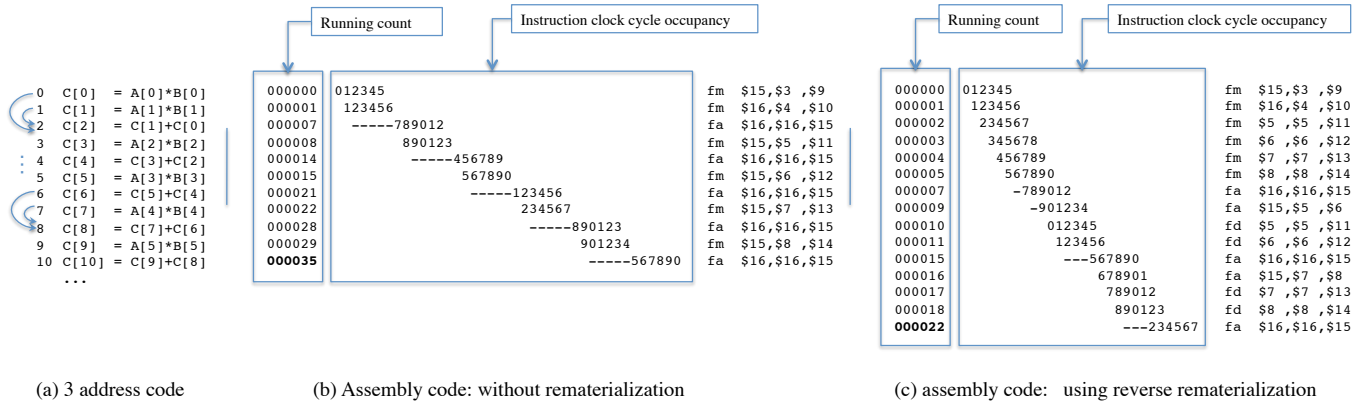 Running count
Instruction clock cycle occupancy
Running count
Instruction clock cycle occupancy
0 C[0] = A[0]*B[0]
1 C[1] = A[1]*B[1]
2 C[2] = C[1]+C[0]
3 C[3] = A[2]*B[2]
4 C[4] = C[3]+C[2]
5 C[5] = A[3]*B[3]
6 C[6] = C[5]+C[4]
7 C[7] = A[4]*B[4]
8 C[8] = C[7]+C[6]
9 C[9] = A[5]*B[5]
10 C[10] = C[9]+C[8]
...
000000 012345 fm $15,$3 ,$9
000001 123456 fm $16,$4 ,$10
000007 -----789012 fa $16,$16,$15
000008 890123 fm $15,$5 ,$11
000014 -----456789 fa $16,$16,$15
000015 567890 fm $15,$6 ,$12
000021 -----123456 fa $16,$16,$15
000022 234567 fm $15,$7 ,$13
000028 -----890123 fa $16,$16,$15
000029 901234 fm $15,$8 ,$14
000035 -----567890 fa $16,$16,$15
000000 012345 fm $15,$3 ,$9
000001 123456 fm $16,$4 ,$10
000002 234567 fm $5 ,$5 ,$11
000003 345678 fm $6 ,$6 ,$12
000004 456789 fm $7 ,$7 ,$13
000005 567890 fm $8 ,$8 ,$14
000007 -789012 fa $16,$16,$15
000009 -901234 fa $15,$5 ,$6
000010 012345 fd $5 ,$5 ,$11
000011 123456 fd $6 ,$6 ,$12
000015 ---567890 fa $16,$16,$15
000016 678901 fa $15,$7 ,$8
000017 789012 fd $7 ,$7 ,$13
000018 890123 fd $8 ,$8 ,$14
000022 ---234567 fa $16,$16,$15
(a) 3 address code
(b) Assembly code: without rematerialization
(c) assembly code: using reverse rematerialization